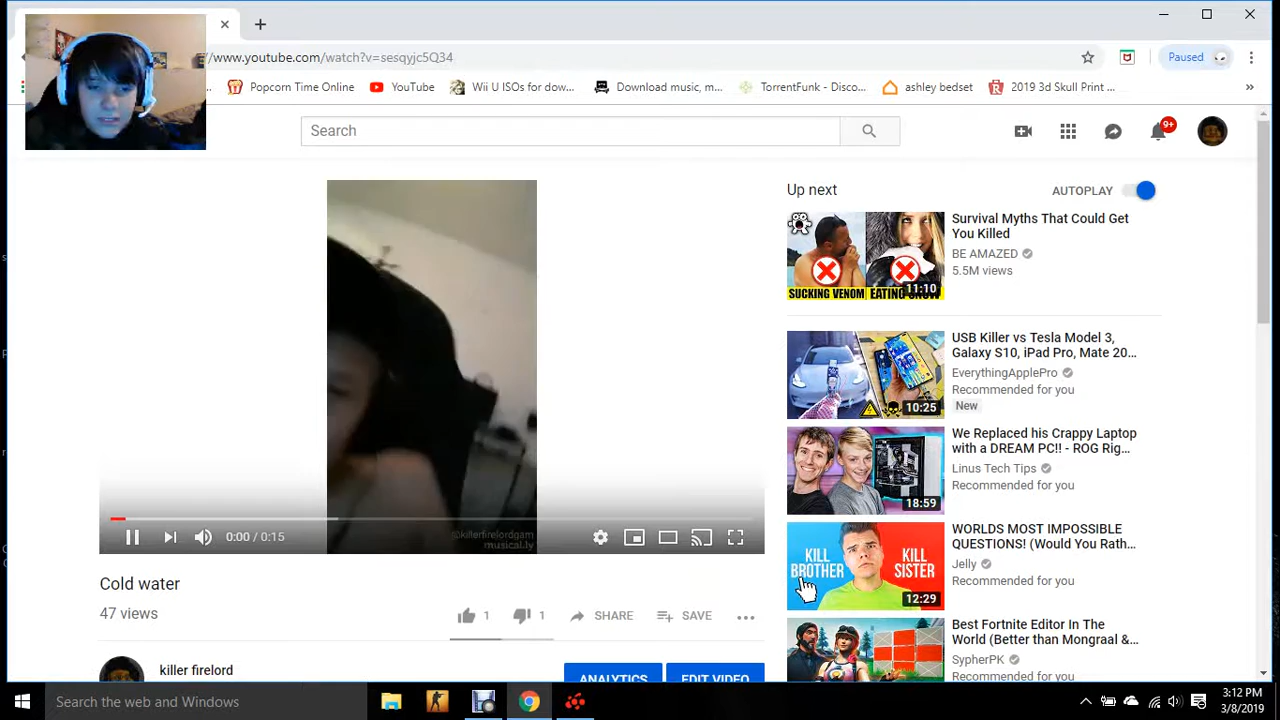 /www.youtube.com/watch?v=sesqyjc5Q34
Paused
Popcorn Time Online
YouTube
Wii U ISOs for dow...
Download music, m...
TorrentFunk - Disco...
ashley bedset
2019 3d Skull Print ...
Search
9+
Up next
AUTOPLAY
Survival Myths That Could Get
You Killed
BE AMAZED
5.5M views
SUCKING VENOM
EATING SNOW
11:10
USB Killer vs Tesla Model 3,
Galaxy S10, iPad Pro, Mate 20...
EverythingApplePro
Recommended for you
New
10:25
We Replaced his Crappy Laptop
with a DREAM PC!! - ROG Rig...
Linus Tech Tips
Recommended for you
18:59
WORLDS MOST IMPOSSIBLE
QUESTIONS! (Would You Rath...
Jelly
Recommended for you
KILL
BROTHER
KILL
SISTER
12:29
Best Fortnite Editor In The
World (Better than Mongraal &...
SypherPK
Recommended for you
0:00 / 0:15
©killerfirelordgam
musical.ly
Cold water
47 views
1
1
SHARE
SAVE
killer firelord
ANALYTICS
EDIT VIDEO
Search the web and Windows
3:12 PM
3/8/2019